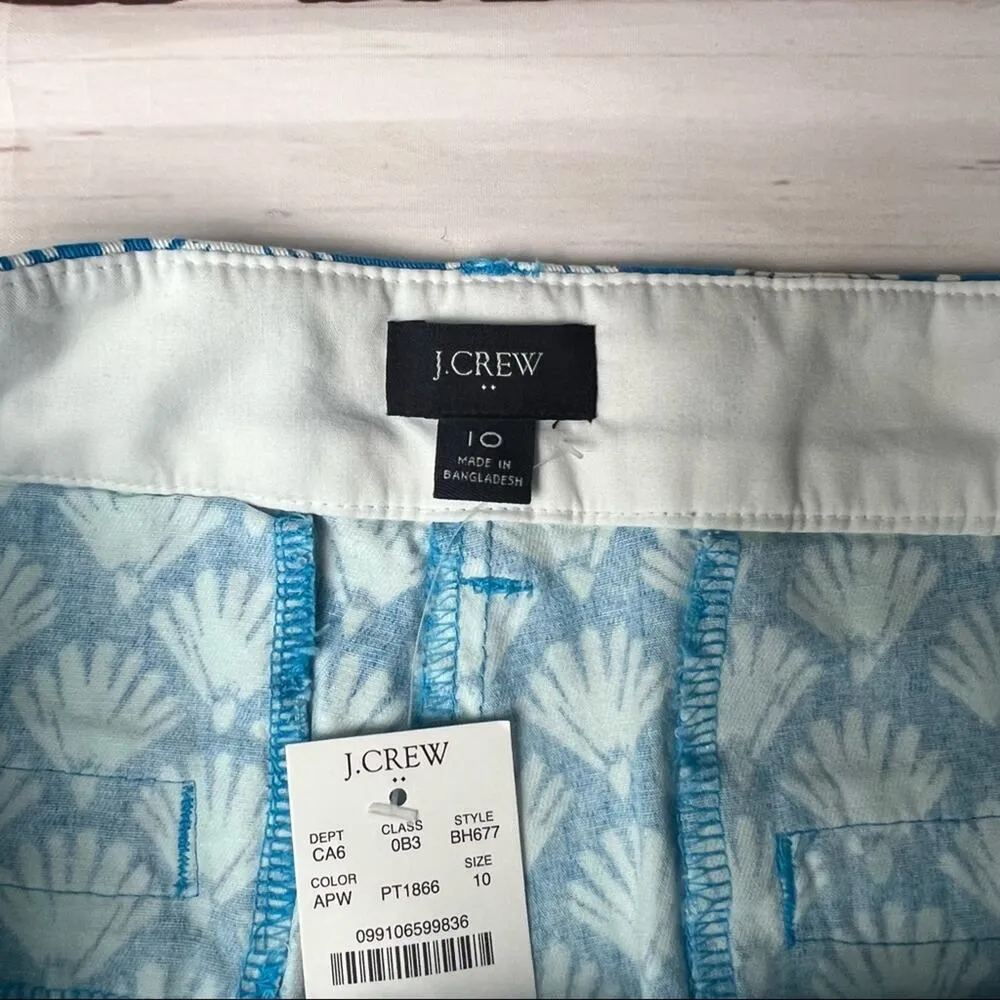 J.CREW
10
MADE IN
BANGLADESH
J.CREW
DEPT CLASS STYLE
CA6 0B3 BH677
COLOR SIZE
APW PT1866 10
099106599836